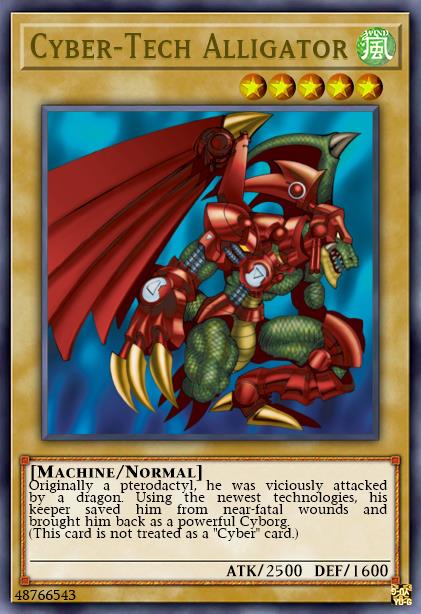 CYBER-TECH ALLIGATOR
WIND
風
[MACHINE/NORMAL]
Originally a pterodactyl, he was viciously attacked
by a dragon. Using the newest technologies, his
keeper saved him from near-fatal wounds and
brought him back as a powerful Cyborg.
(This card is not treated as a "Cyber" card.)
ATK/2500 DEF/1600
48766543